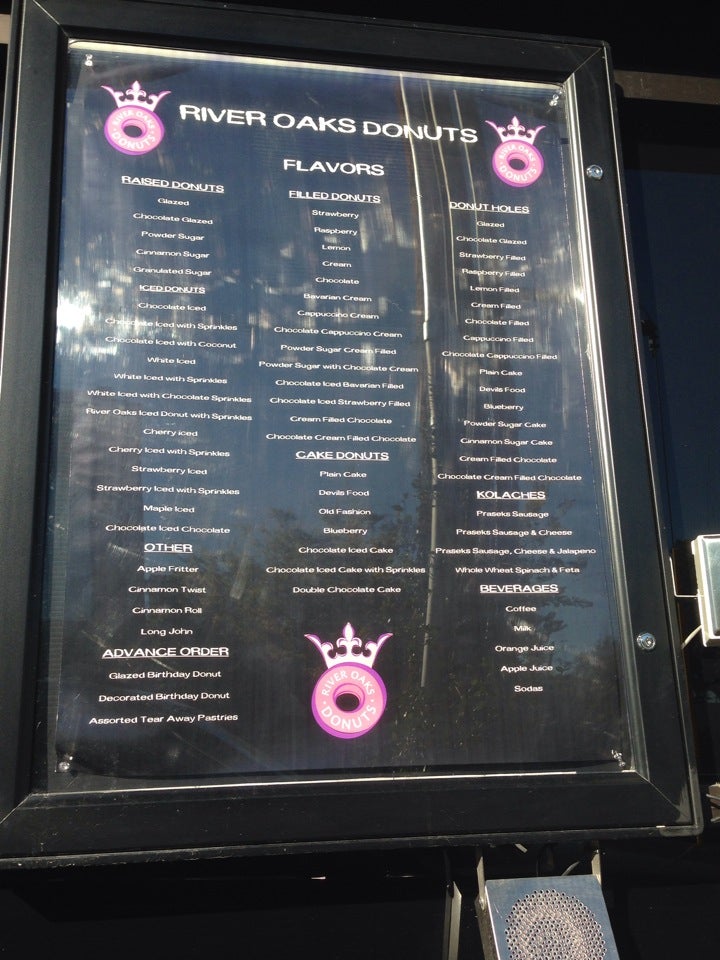 RIVER OAKS DONUTS
RIVER OAKS DONUTS
RIVER OAKS DONUTS
FLAVORS
RAISED DONUTS
Glazed
Chocolate Glazed
Powder Sugar
Cinnamon Sugar
Granulated Sugar
ICED DONUTS
Chocolate Iced
Chocolate Iced with Sprinkles
Chocolate Iced with Coconut
White Iced
White Iced with Sprinkles
White Iced with Chocolate Sprinkles
River Oaks Iced Donut with Sprinkles
Cherry iced
Cherry Iced with Sprinkles
Strawberry Iced
Strawberry Iced with Sprinkles
Maple Iced
Chocolate Iced Chocolate
OTHER
Apple Fritter
Cinnamon Twist
Cinnamon Roll
Long John
ADVANCE ORDER
Glazed Birthday Donut
Decorated Birthday Donut
Assorted Tear Away Pastries
FILLED DONUTS
Strawberry
Raspberry
Lemon
Cream
Chocolate
Bavarian Cream
Cappuccino Cream
Chocolate Cappuccino Cream
Powder Sugar Cream Filled
Powder Sugar with Chocolate Cream
Chocolate Iced Bavarian Filled
Chocolate Iced Strawberry Filled
Cream Filled Chocolate
Chocolate Cream Filled Chocolate
CAKE DONUTS
Plain Cake
Devils Food
Old Fashion
Blueberry
Chocolate Iced Cake
Chocolate Iced Cake with Sprinkles
Double Chocolate Cake
RIVER OAKS DONUTS
DONUT HOLES
Glazed
Chocolate Glazed
Strawberry Filled
Raspberry Filled
Lemon Filled
Cream Filled
Chocolate Filled
Cappuccino Filled
Chocolate Cappuccino Filled
Plain Cake
Devils Food
Blueberry
Powder Sugar Cake
Cinnamon Sugar Cake
Cream Filled Chocolate
Chocolate Cream Filled Chocolate
KOLACHES
Praseks Sausage
Praseks Sausage & Cheese
Praseks Sausage, Cheese & Jalapeno
Whole Wheat Spinach & Feta
BEVERAGES
Coffee
Milk
Orange Juice
Apple Juice
Sodas